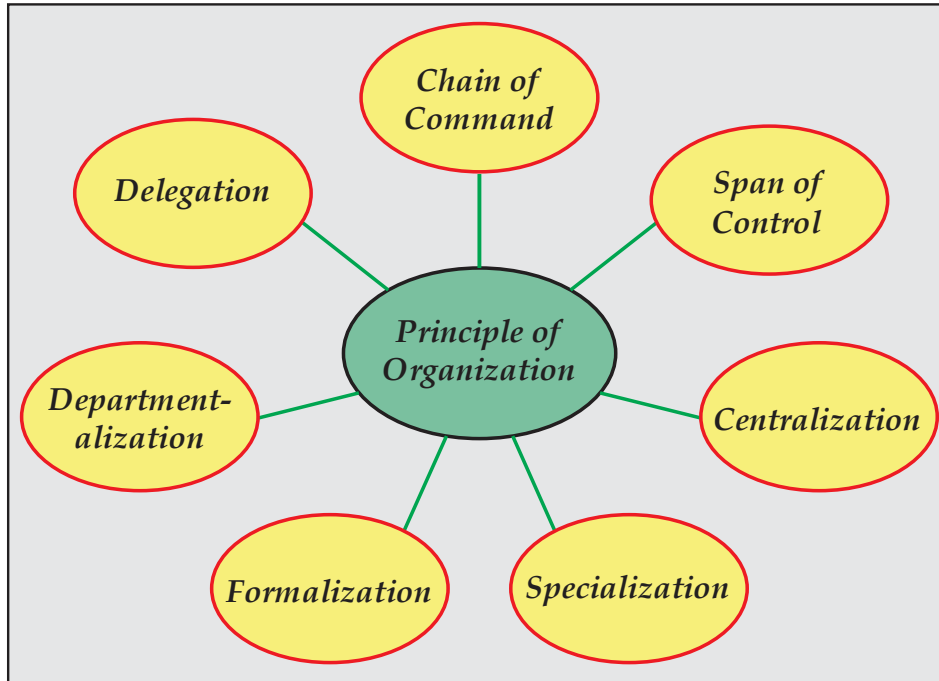 Chain of
Command
Delegation
Span of
Control
Principle of
Organization
Department-
alization
Centralization
Formalization
Specialization